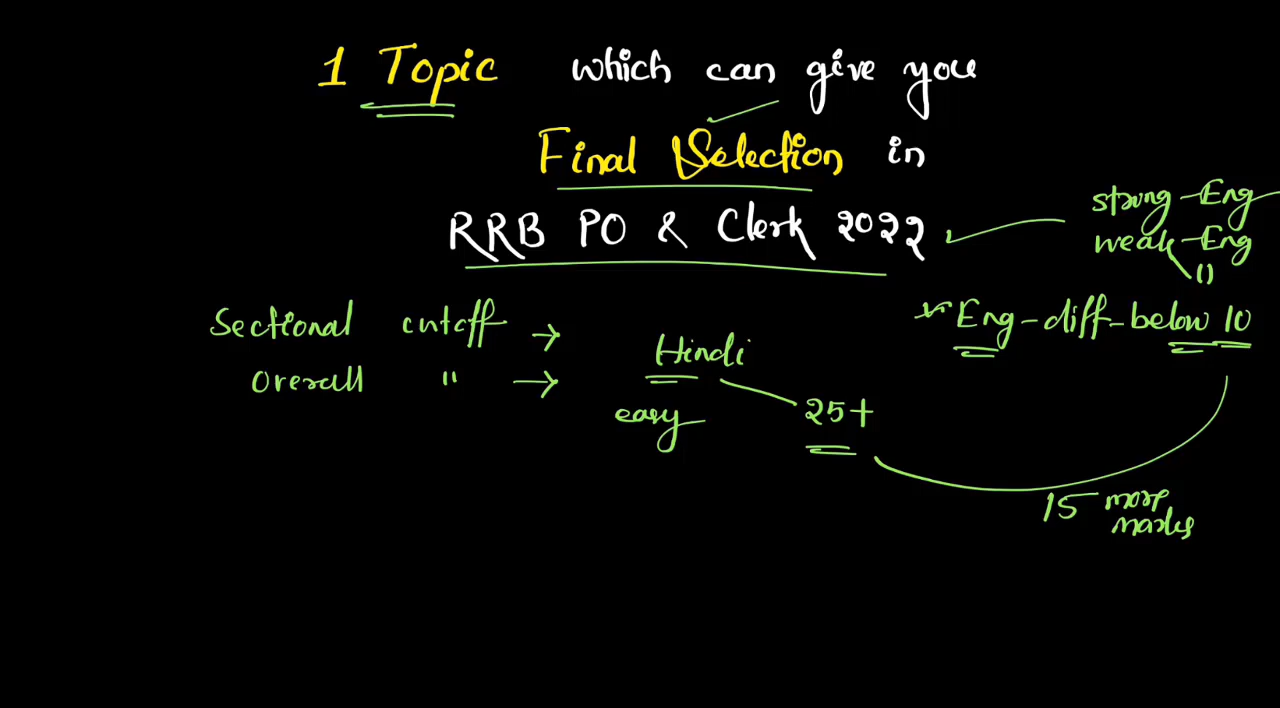 1 Topic which can give you
Final Selection in
RRB PO & Clerk 2022
strong - Eng
weak - Eng
Sectional cutoff →
Overall " →
Hindi
easy
25+
Eng - diff - below 10
15 more
marks